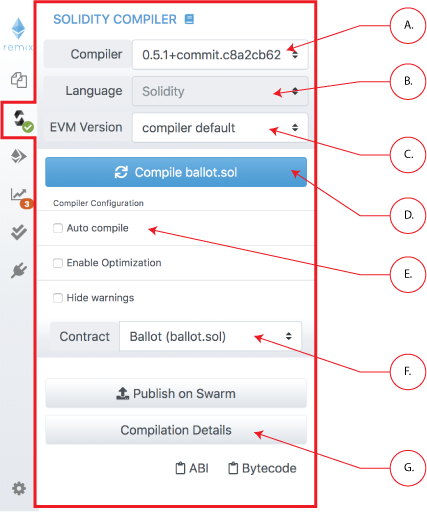 SOLIDITY COMPILER
remix
Compiler 0.5.1+commit.c8a2cb62
A.
Language Solidity
B.
EVM Version compiler default
C.
Compile ballot.sol
D.
Compiler Configuration
Auto compile
E.
Enable Optimization
3
Hide warnings
Contract Ballot (ballot.sol)
F.
Publish on Swarm
Compilation Details
G.
ABI Bytecode